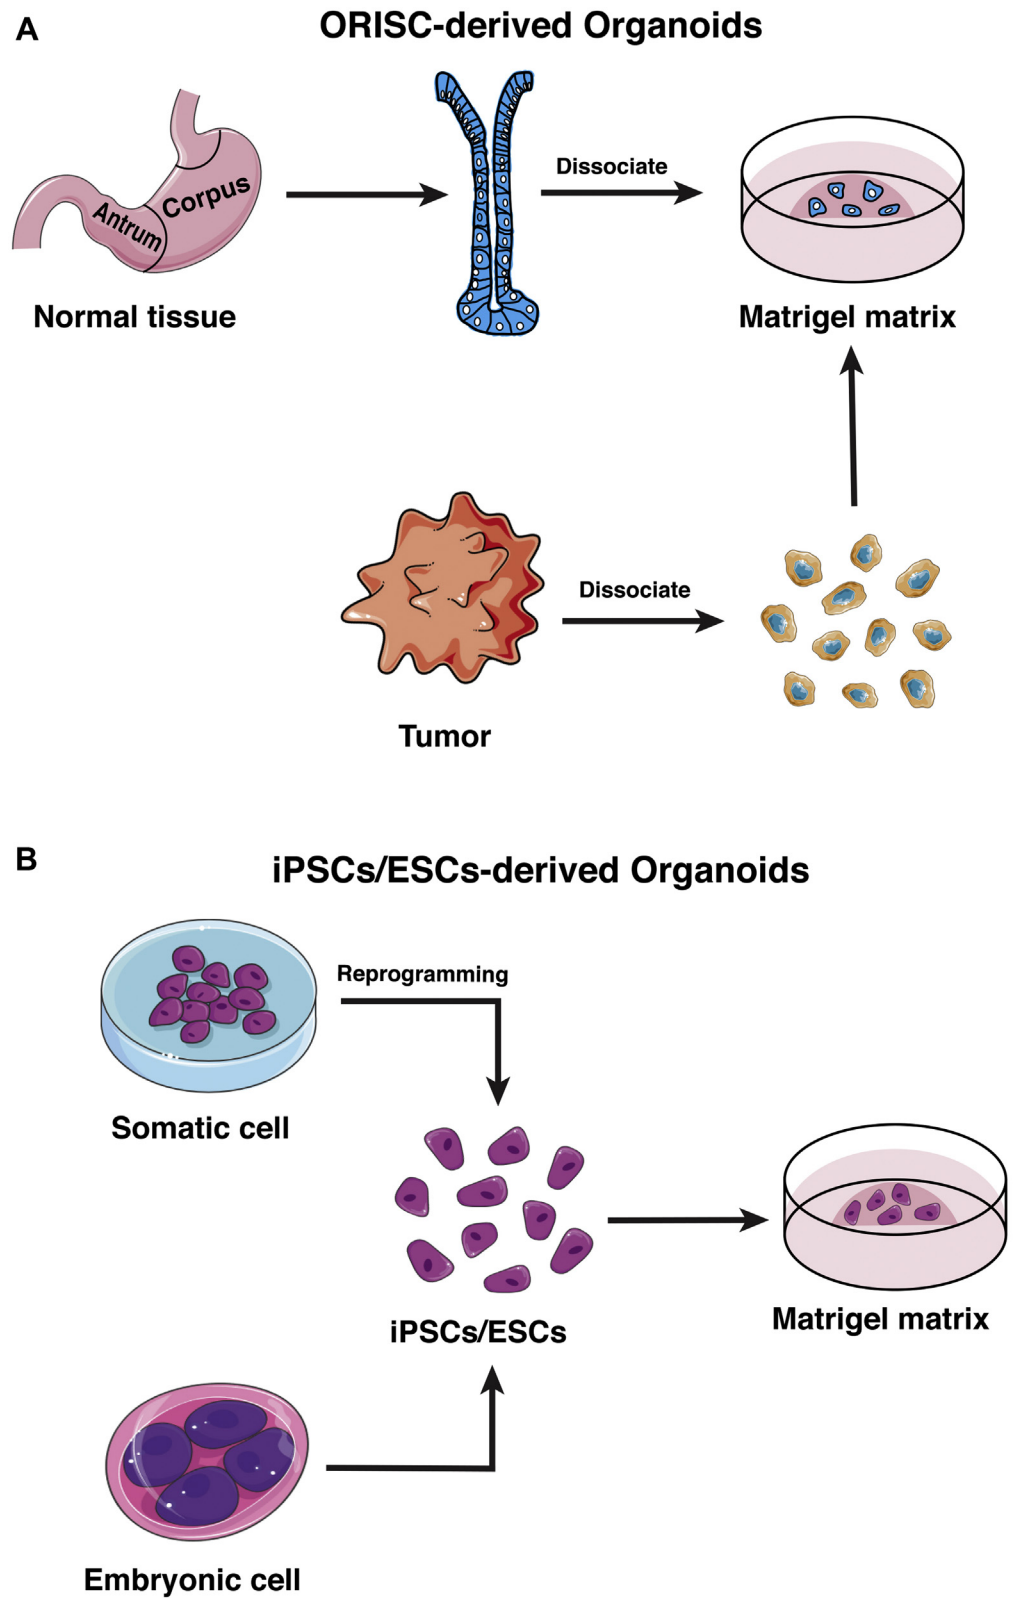 A
ORISC-derived Organoids
Corpus
Antrum
Dissociate
Normal tissue
Matrigel matrix
Dissociate
Tumor
B
iPSCs/ESCs-derived Organoids
Reprogramming
Somatic cell
iPSCs/ESCs
Matrigel matrix
Embryonic cell